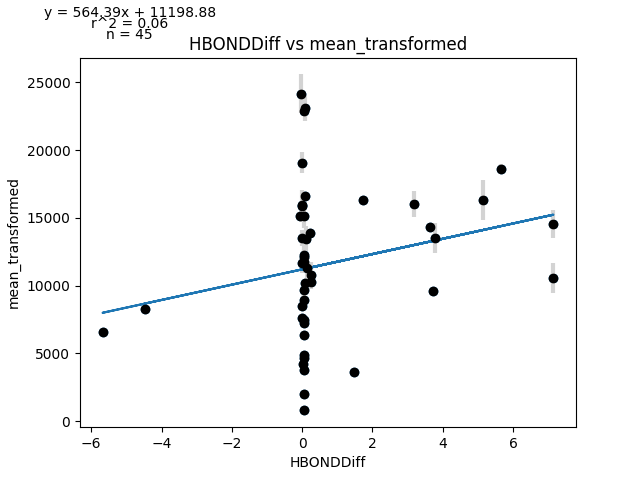 y = 564.39x + 11198.88
r^2 = 0.06
n = 45
HBONDDiff vs mean_transformed
25000
20000
15000
10000
5000
0
mean_transformed
−6
−4
−2
0
2
4
6
HBONDDiff